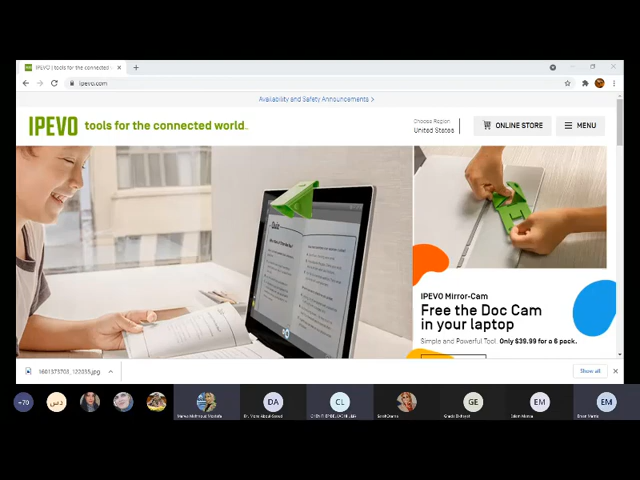 IPEVO | tools for the connected
ipevo.com
Availability and Safety Announcements >
IPEVO tools for the connected world.
Choose Region
United States
ONLINE STORE
MENU
Quiz
IPEVO Mirror-Cam
Free the Doc Cam
in your laptop
Simple and Powerful Tool. Only $39.99 for a 6 pack.
Show all
+70
DA
CL
GE
EM
EM